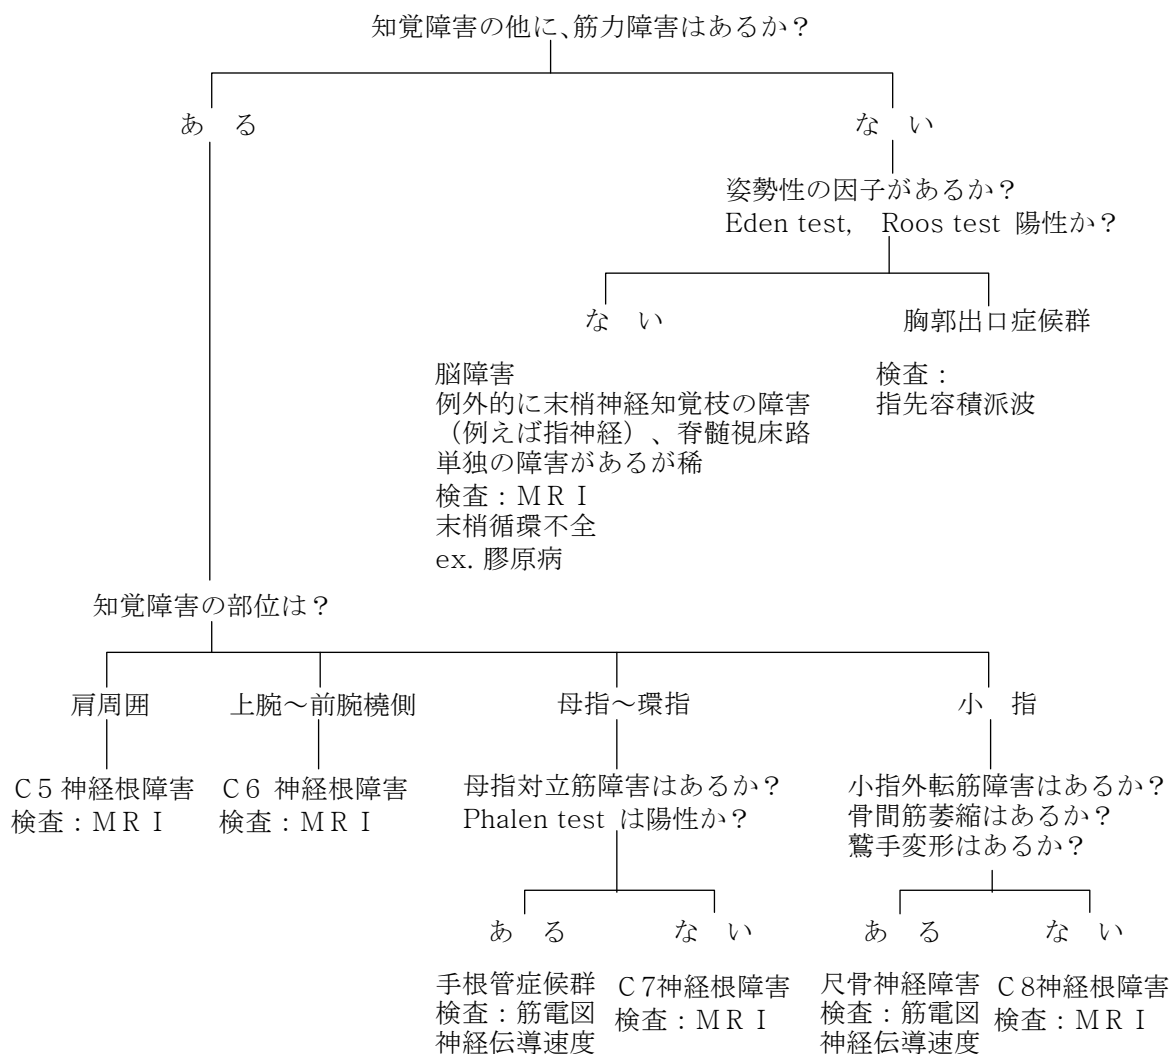 知覚障害の他に、筋力障害はあるか？
あ　る
な　い
姿勢性の因子があるか？
Eden test,　Roos test 陽性か？
な　い
胸郭出口症候群
脳障害
例外的に末梢神経知覚枝の障害
（例えば指神経）、脊髄視床路
単独の障害があるが稀
検査：ＭＲＩ
末梢循環不全
ex. 膠原病
検査：
指先容積派波
知覚障害の部位は？
肩周囲
上腕～前腕橈側
母指～環指
小　指
Ｃ５神経根障害
検査：ＭＲＩ
Ｃ６ 神経根障害
検査：ＭＲＩ
母指対立筋障害はあるか？
Phalen test は陽性か？
小指外転筋障害はあるか？
骨間筋萎縮はあるか？
鷲手変形はあるか？
あ　る
な　い
あ　る
な　い
手根管症候群
検査：筋電図
神経伝導速度
Ｃ７神経根障害
検査：ＭＲＩ
尺骨神経障害
検査：筋電図
神経伝導速度
Ｃ８神経根障害
検査：ＭＲＩ